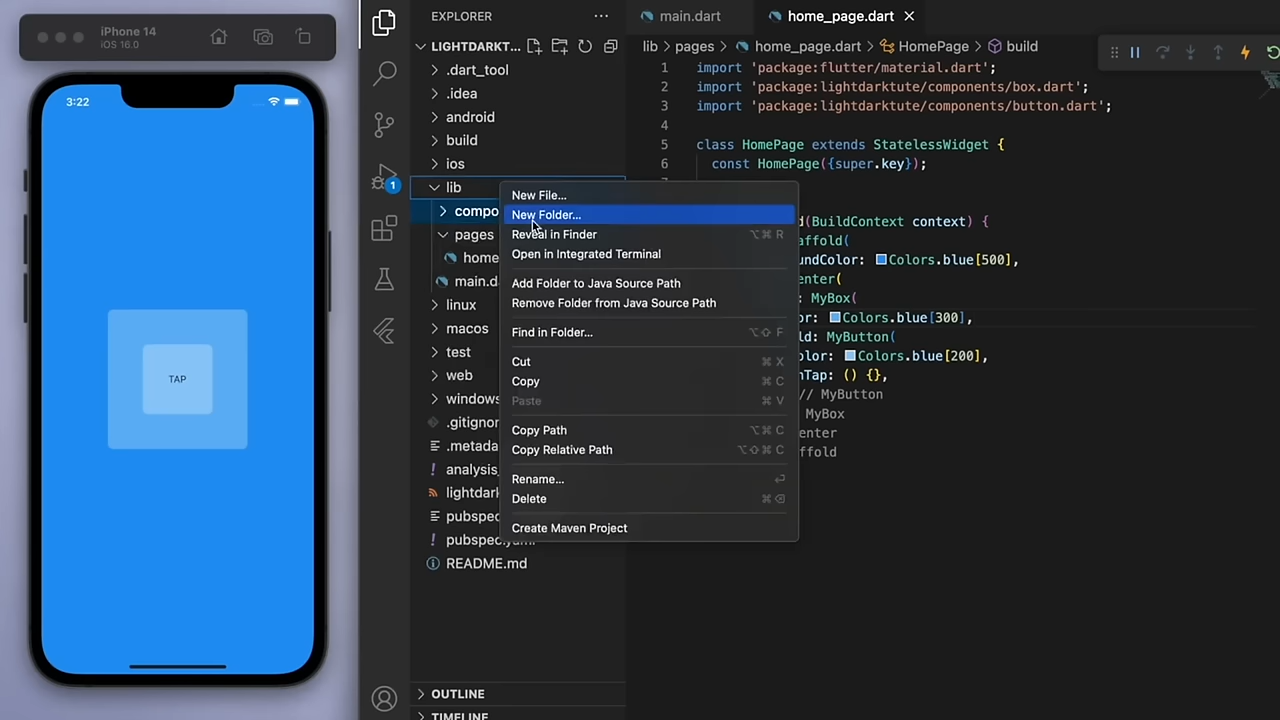 iPhone 14
iOS 16.0
3:22
TAP
EXPLORER
LIGHTDARKT...
.dart_tool
.idea
android
build
ios
lib
compo
pages
home
main.da
linux
macos
test
web
windows
.gitignor
.metada
analysis_
lightdark
pubspec
pubspec.yaml
README.md
OUTLINE
TIMELINE
1
New File...
New Folder...
Reveal in Finder ⌥⌘ R
Open in Integrated Terminal
Add Folder to Java Source Path
Remove Folder from Java Source Path
Find in Folder... ⌥⇧ F
Cut ⌘ X
Copy ⌘ C
Paste ⌘ V
Copy Path ⌥⌘ C
Copy Relative Path ⌥⇧⌘ C
Rename...
Delete ⌘⌫
Create Maven Project
main.dart
home_page.dart
lib › pages › home_page.dart › HomePage › build
1 import 'package:flutter/material.dart';
2 import 'package:lightdarktute/components/box.dart';
3 import 'package:lightdarktute/components/button.dart';
4
5 class HomePage extends StatelessWidget {
6 const HomePage({super.key});
d(BuildContext context) {
affold(
undColor: Colors.blue[500],
enter(
: MyBox(
or: Colors.blue[300],
ld: MyButton(
olor: Colors.blue[200],
nTap: () {},
// MyButton
MyBox
enter
ffold